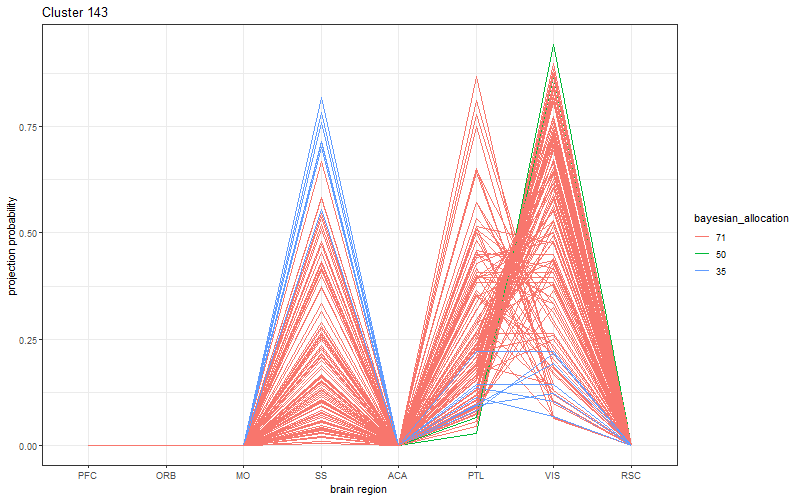 Cluster 143
projection probability
0.75
0.50
0.25
0.00
PFC ORB MO SS ACA PTL VIS RSC
brain region
bayesian_allocation
71
50
35